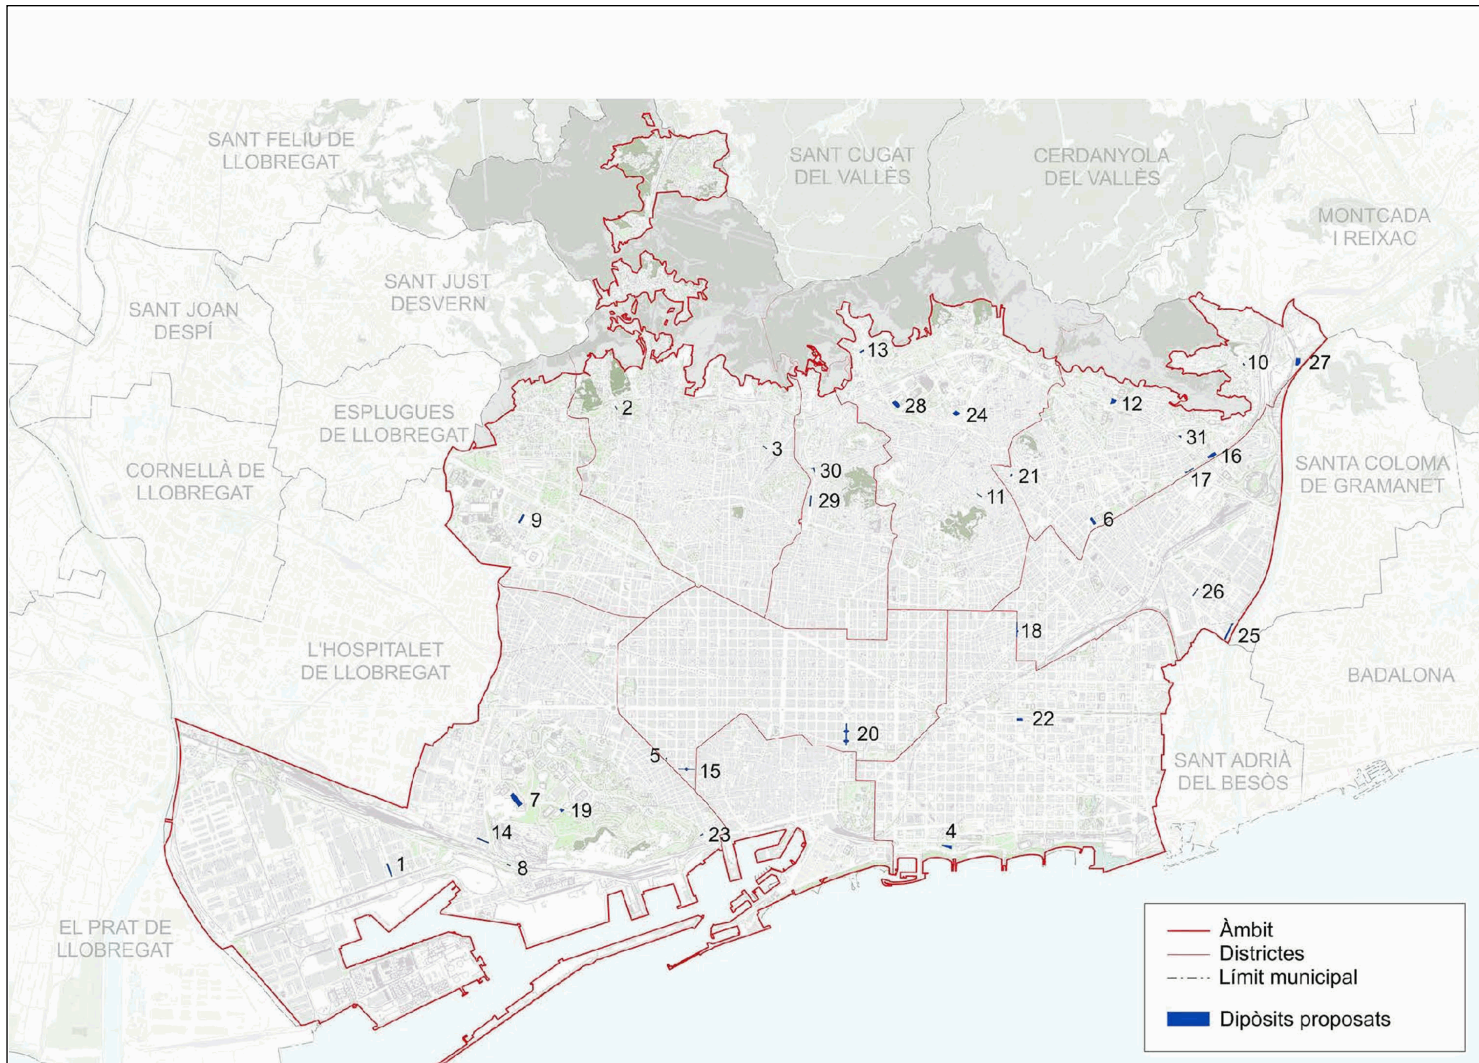 SANT FELIU DE
LLOBREGAT
SANT CUGAT
DEL VALLÈS
CERDANYOLA
DEL VALLÈS
MONTCADA
I REIXAC
SANT JUST
DESVERN
SANT JOAN
DESPÍ
13
10
27
2
28
24
12
ESPLUGUES
DE LLOBREGAT
3
31
16
CORNELLÀ DE
LLOBREGAT
30
21
17
SANTA COLOMA
DE GRAMANET
29
11
9
6
26
18
25
L'HOSPITALET
DE LLOBREGAT
BADALONA
22
20
5
15
SANT ADRIÀ
DEL BESÒS
7
19
14
23
4
1
8
EL PRAT DE
LLOBREGAT
Àmbit
Districtes
Límit municipal
Dipòsits proposats